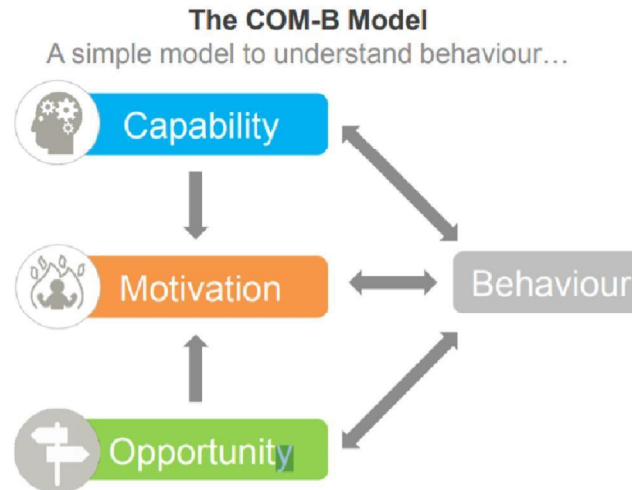 The COM-B Model
A simple model to understand behaviour...
Capability
Motivation
Behaviour
Opportunity